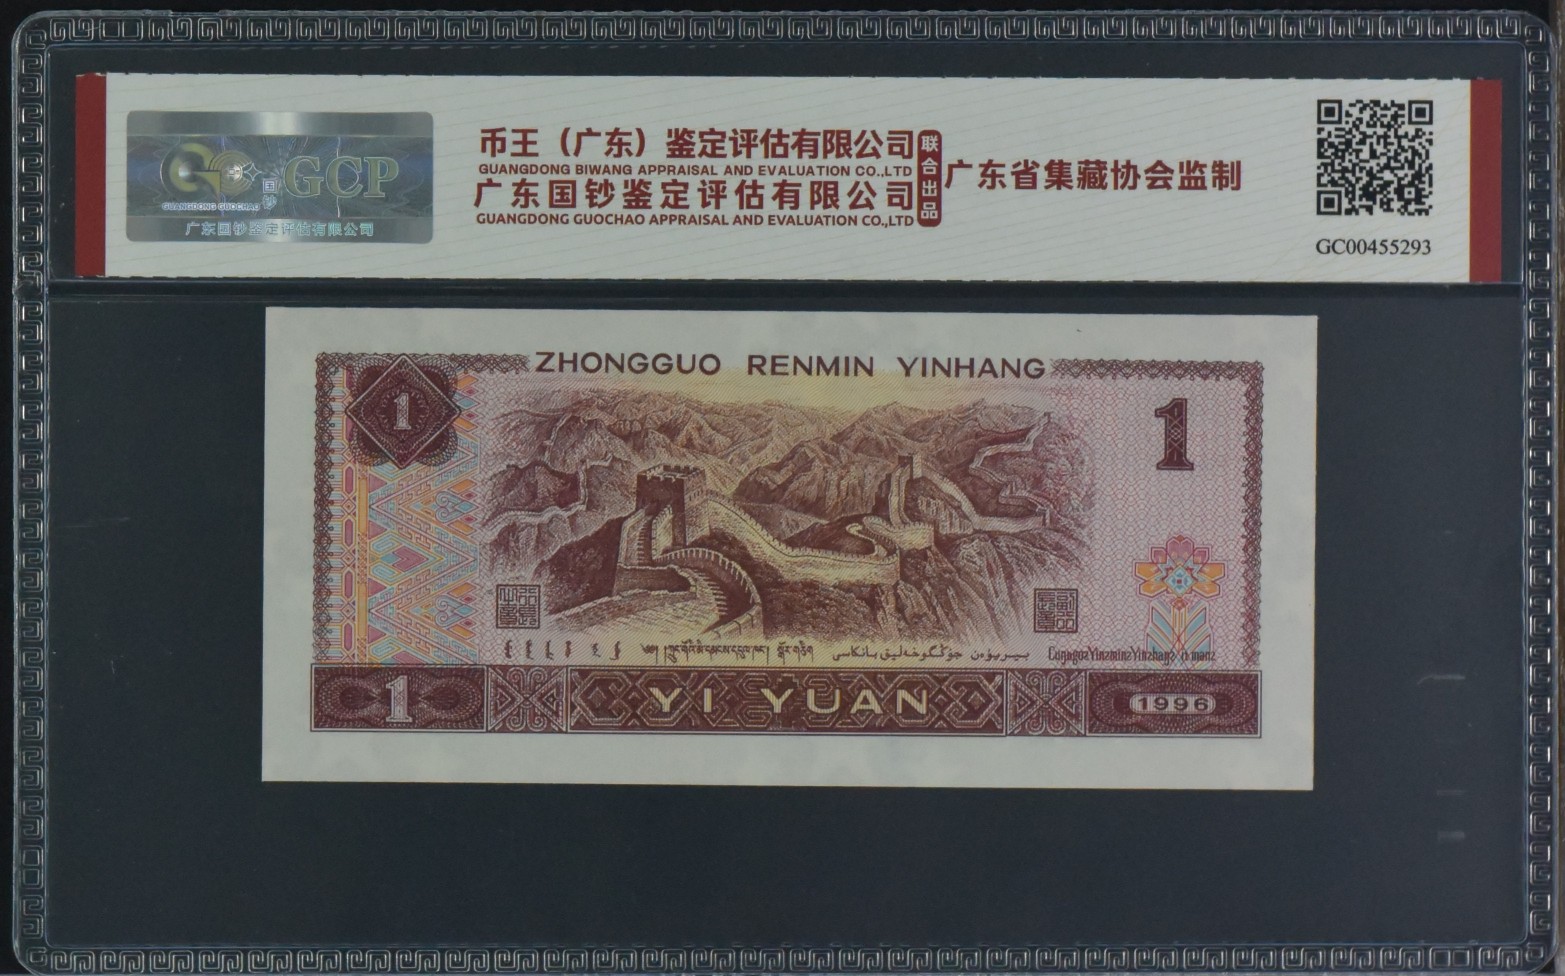 GCP
GUANGDONG GUOCHAO
国
钞
广东国钞鉴定评估有限公司
币王（广东）鉴定评估有限公司
GUANGDONG BIWANG APPRAISAL AND EVALUATION CO.,LTD
广东国钞鉴定评估有限公司
GUANGDONG GUOCHAO APPRAISAL AND EVALUATION CO.,LTD
联合出品
广东省集藏协会监制
GC00455293
ZHONGGUO RENMIN YINHANG
1
1
1
YI YUAN
1996